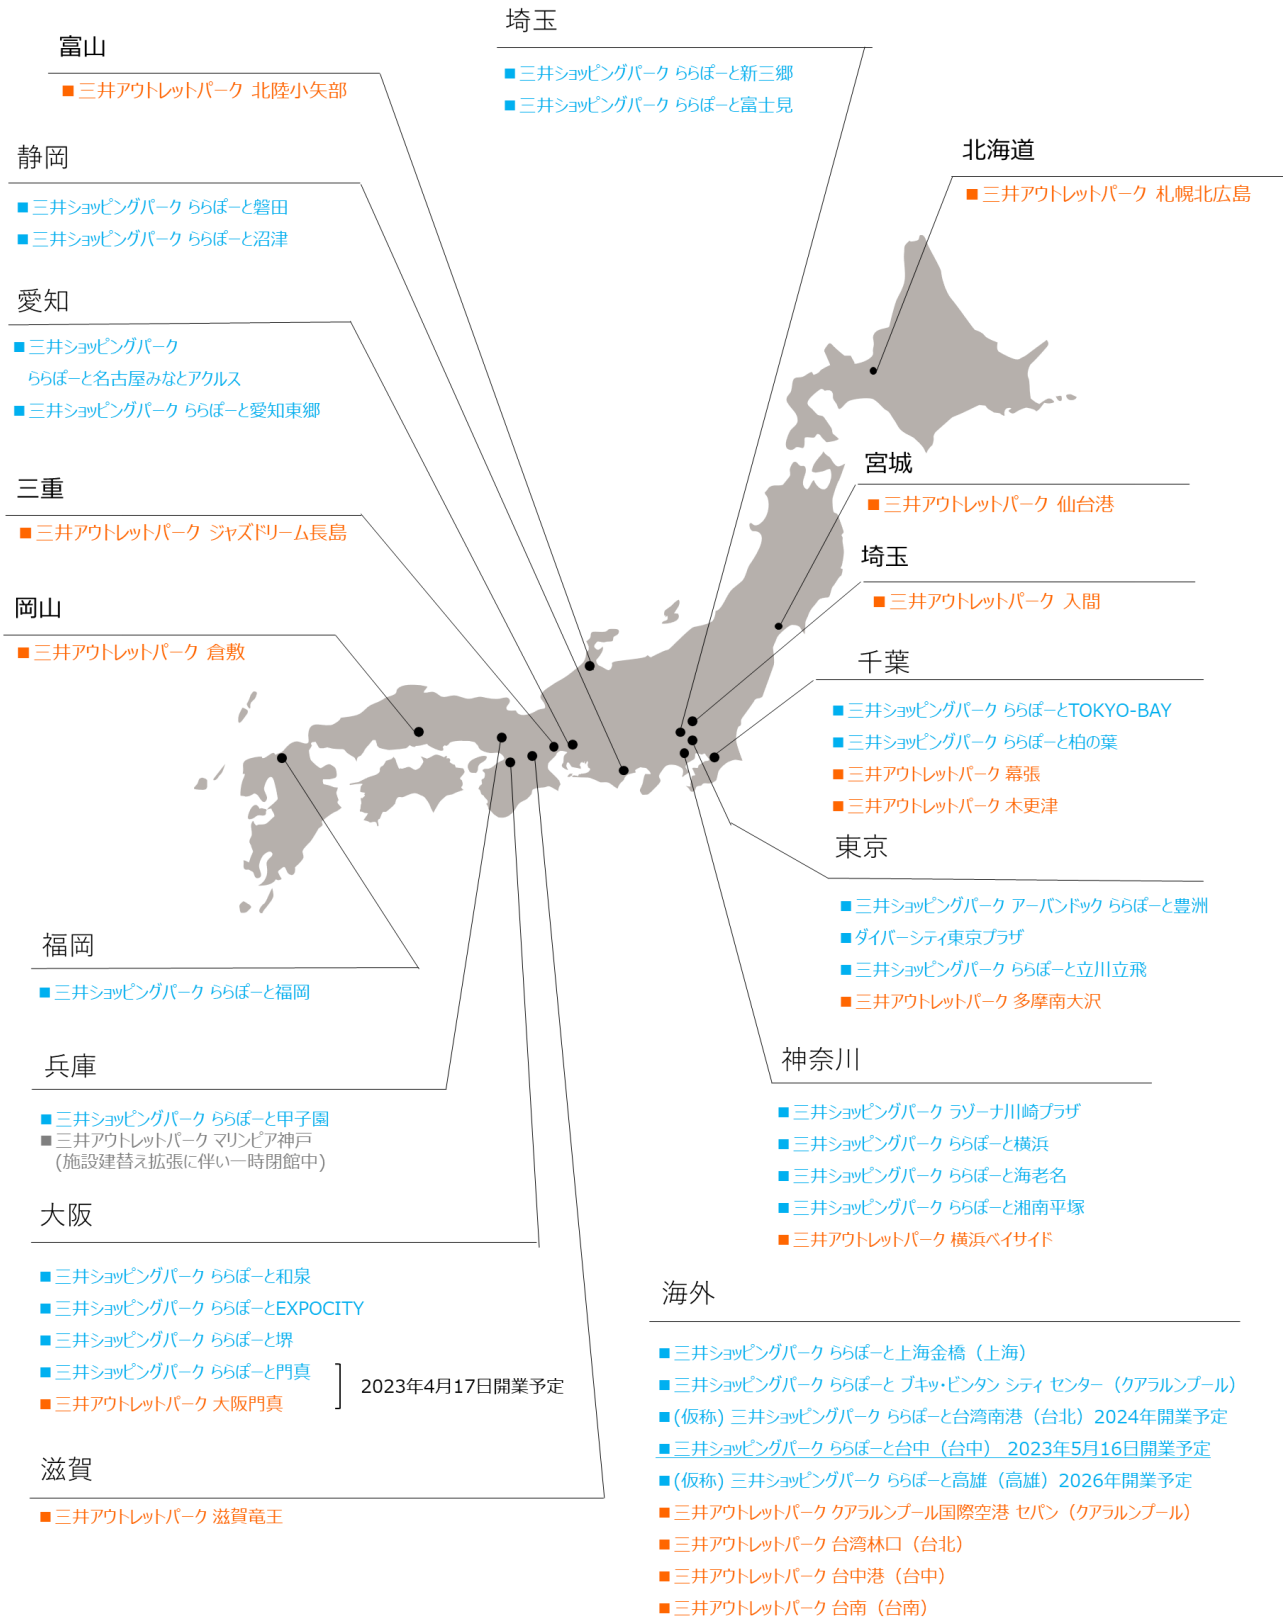 埼玉
■三井ショッピングパーク ららぽーと新三郷
■三井ショッピングパーク ららぽーと富士見
富山
■三井アウトレットパーク 北陸小矢部
静岡
■三井ショッピングパーク ららぽーと磐田
■三井ショッピングパーク ららぽーと沼津
愛知
■三井ショッピングパーク
ららぽーと名古屋みなとアクルス
■三井ショッピングパーク ららぽーと愛知東郷
三重
■三井アウトレットパーク ジャズドリーム長島
岡山
■三井アウトレットパーク 倉敷
北海道
■三井アウトレットパーク 札幌北広島
宮城
■三井アウトレットパーク 仙台港
埼玉
■三井アウトレットパーク 入間
千葉
■三井ショッピングパーク ららぽーとTOKYO-BAY
■三井ショッピングパーク ららぽーと柏の葉
■三井アウトレットパーク 幕張
■三井アウトレットパーク 木更津
東京
■三井ショッピングパーク アーバンドック ららぽーと豊洲
■ダイバーシティ東京プラザ
■三井ショッピングパーク ららぽーと立川立飛
■三井アウトレットパーク 多摩南大沢
神奈川
■三井ショッピングパーク ラゾーナ川崎プラザ
■三井ショッピングパーク ららぽーと横浜
■三井ショッピングパーク ららぽーと海老名
■三井ショッピングパーク ららぽーと湘南平塚
■三井アウトレットパーク 横浜ベイサイド
福岡
■三井ショッピングパーク ららぽーと福岡
兵庫
■三井ショッピングパーク ららぽーと甲子園
■三井アウトレットパーク マリンピア神戸
(施設建替え拡張に伴い一時閉館中)
大阪
■三井ショッピングパーク ららぽーと和泉
■三井ショッピングパーク ららぽーとEXPOCITY
■三井ショッピングパーク ららぽーと堺
■三井ショッピングパーク ららぽーと門真
■三井アウトレットパーク 大阪門真
2023年4月17日開業予定
滋賀
■三井アウトレットパーク 滋賀竜王
海外
■三井ショッピングパーク ららぽーと上海金橋（上海）
■三井ショッピングパーク ららぽーと ブキッ・ビンタン シティ センター（クアラルンプール）
■(仮称) 三井ショッピングパーク ららぽーと台湾南港（台北）2024年開業予定
■三井ショッピングパーク ららぽーと台中（台中） 2023年5月16日開業予定
■(仮称) 三井ショッピングパーク ららぽーと高雄（高雄）2026年開業予定
■三井アウトレットパーク クアラルンプール国際空港 セパン（クアラルンプール）
■三井アウトレットパーク 台湾林口（台北）
■三井アウトレットパーク 台中港（台中）
■三井アウトレットパーク 台南（台南）